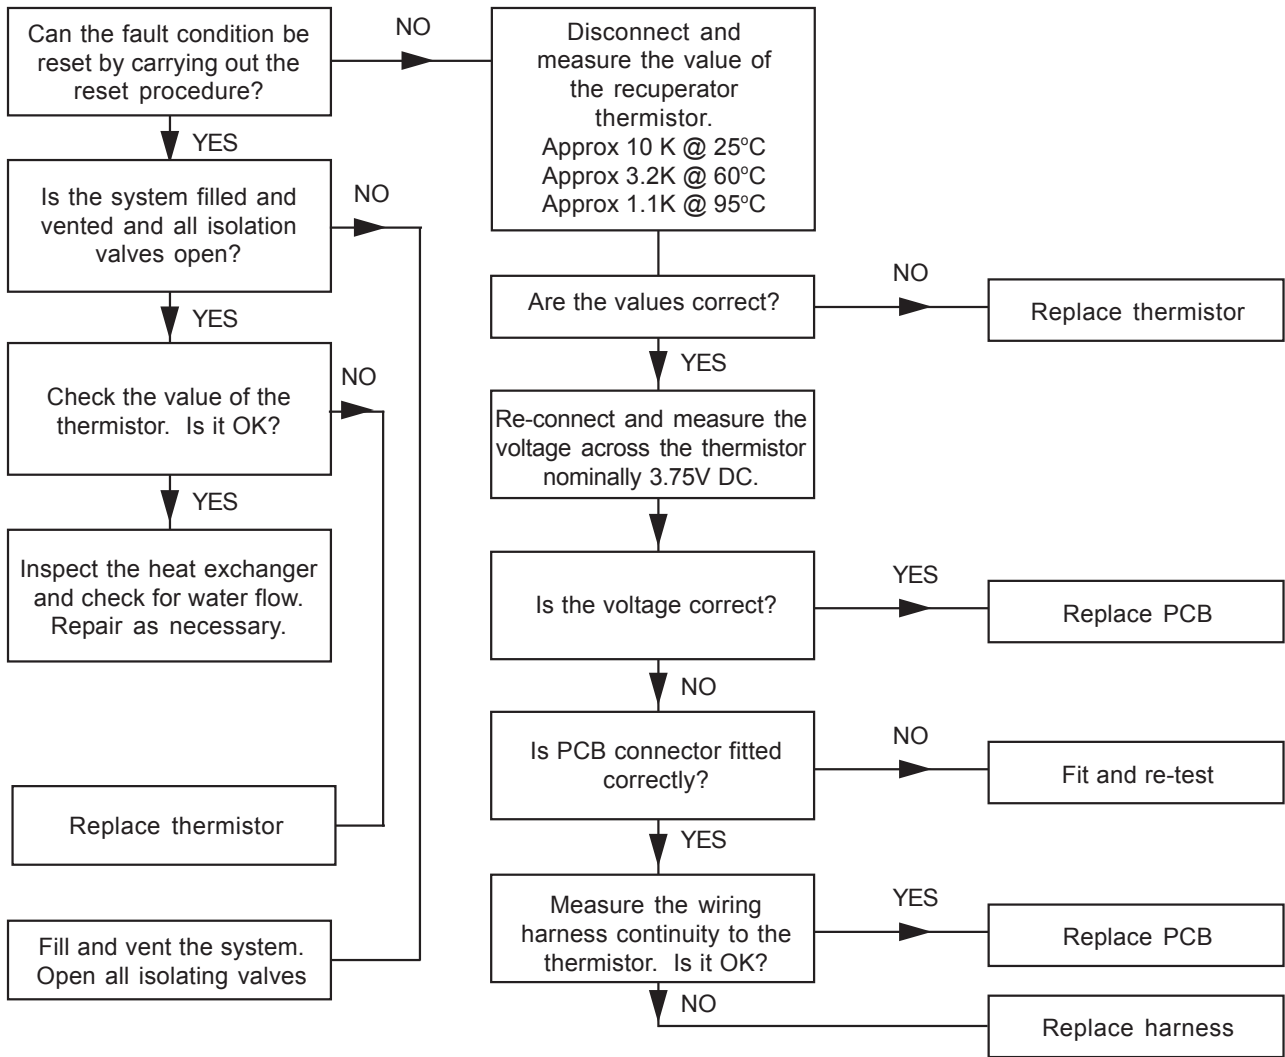 Can the fault condition be
reset by carrying out the
reset procedure?
NO
YES
Is the system filled and
vented and all isolation
valves open?
NO
YES
Check the value of the
thermistor. Is it OK?
NO
YES
Inspect the heat exchanger
and check for water flow.
Repair as necessary.
Replace thermistor
Fill and vent the system.
Open all isolating valves
Disconnect and
measure the value of
the recuperator
thermistor.
Approx 10 K @ 25°C
Approx 3.2K @ 60°C
Approx 1.1K @ 95°C
Are the values correct?
NO
Replace thermistor
YES
Re-connect and measure the
voltage across the thermistor
nominally 3.75V DC.
Is the voltage correct?
YES
Replace PCB
NO
Is PCB connector fitted
correctly?
NO
Fit and re-test
YES
Measure the wiring
harness continuity to the
thermistor. Is it OK?
YES
Replace PCB
NO
Replace harness